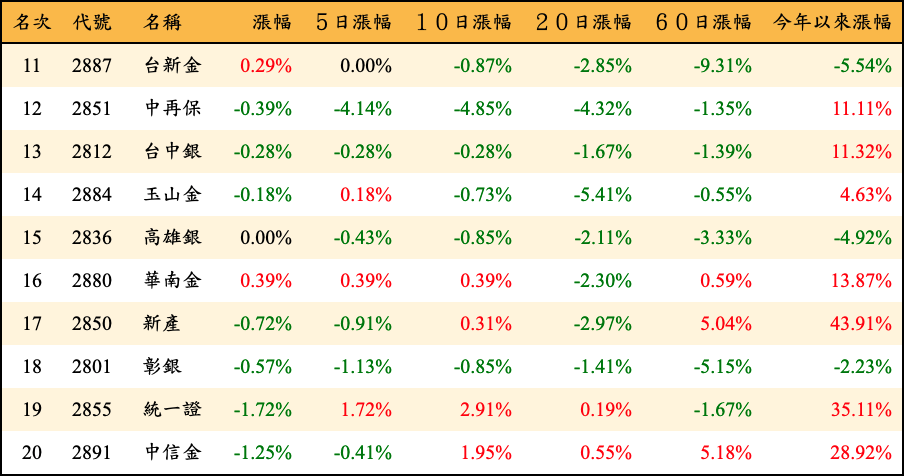 名次 代號 名稱 漲幅 5日漲幅 10日漲幅 20日漲幅 60日漲幅 今年以來漲幅
11 2887 台新金 0.29% 0.00% -0.87% -2.85% -9.31% -5.54%
12 2851 中再保 -0.39% -4.14% -4.85% -4.32% -1.35% 11.11%
13 2812 台中銀 -0.28% -0.28% -0.28% -1.67% -1.39% 11.32%
14 2884 玉山金 -0.18% 0.18% -0.73% -5.41% -0.55% 4.63%
15 2836 高雄銀 0.00% -0.43% -0.85% -2.11% -3.33% -4.92%
16 2880 華南金 0.39% 0.39% 0.39% -2.30% 0.59% 13.87%
17 2850 新產 -0.72% -0.91% 0.31% -2.97% 5.04% 43.91%
18 2801 彰銀 -0.57% -1.13% -0.85% -1.41% -5.15% -2.23%
19 2855 統一證 -1.72% 1.72% 2.91% 0.19% -1.67% 35.11%
20 2891 中信金 -1.25% -0.41% 1.95% 0.55% 5.18% 28.92%